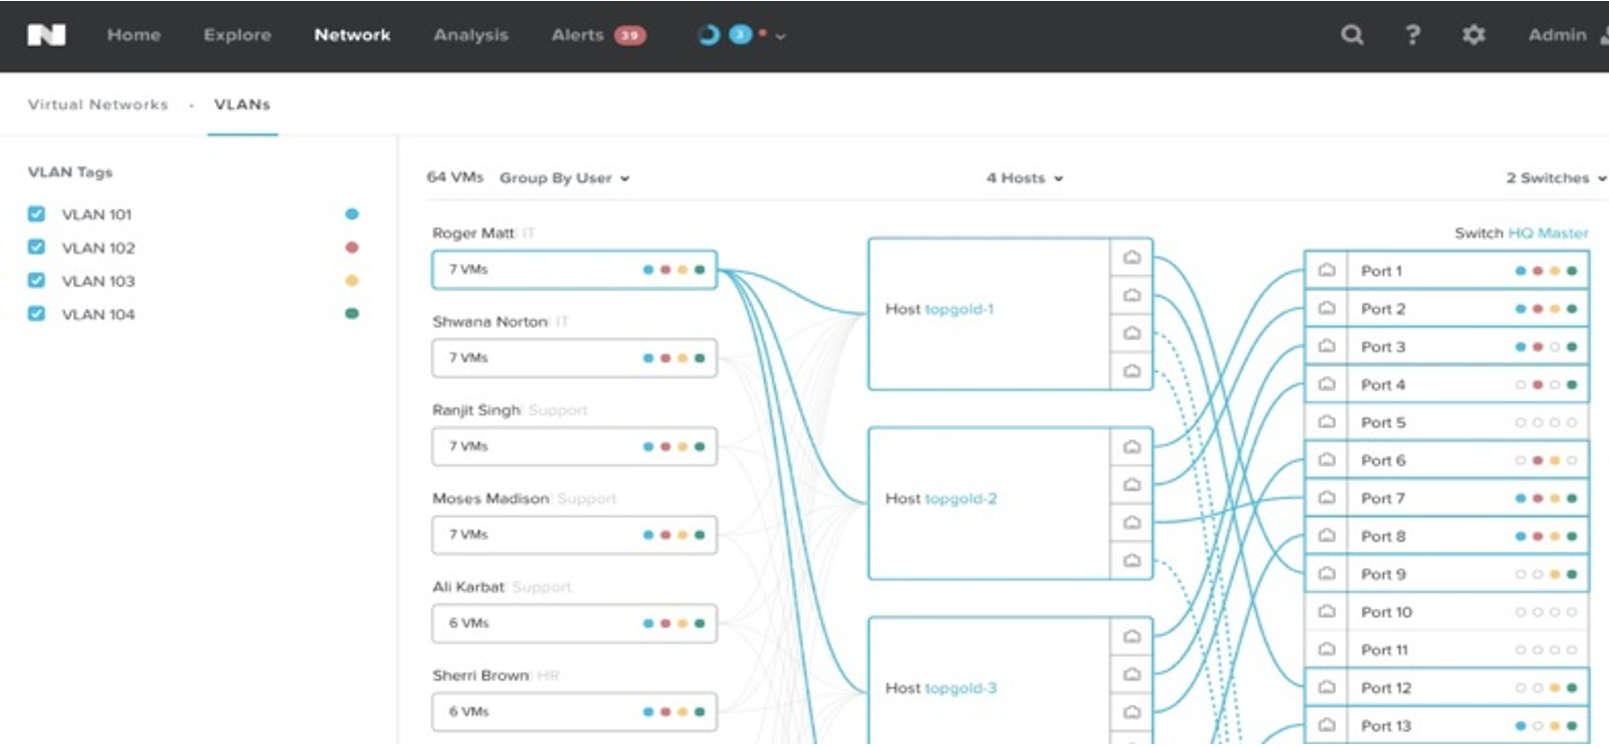 N Home Explore Network Analysis Alerts 39 3 ? Admin
Virtual Networks · VLANs
VLAN Tags
VLAN 101
VLAN 102
VLAN 103
VLAN 104
64 VMs Group By User 4 Hosts 2 Switches
Roger Matt IT
7 VMs
Shwana Norton IT
7 VMs
Ranjit Singh Support
7 VMs
Moses Madison Support
7 VMs
Ali Karbat Support
6 VMs
Sherri Brown HR
6 VMs
Host topgold-1
Host topgold-2
Host topgold-3
Switch HQ Master
Port 1
Port 2
Port 3
Port 4
Port 5
Port 6
Port 7
Port 8
Port 9
Port 10
Port 11
Port 12
Port 13